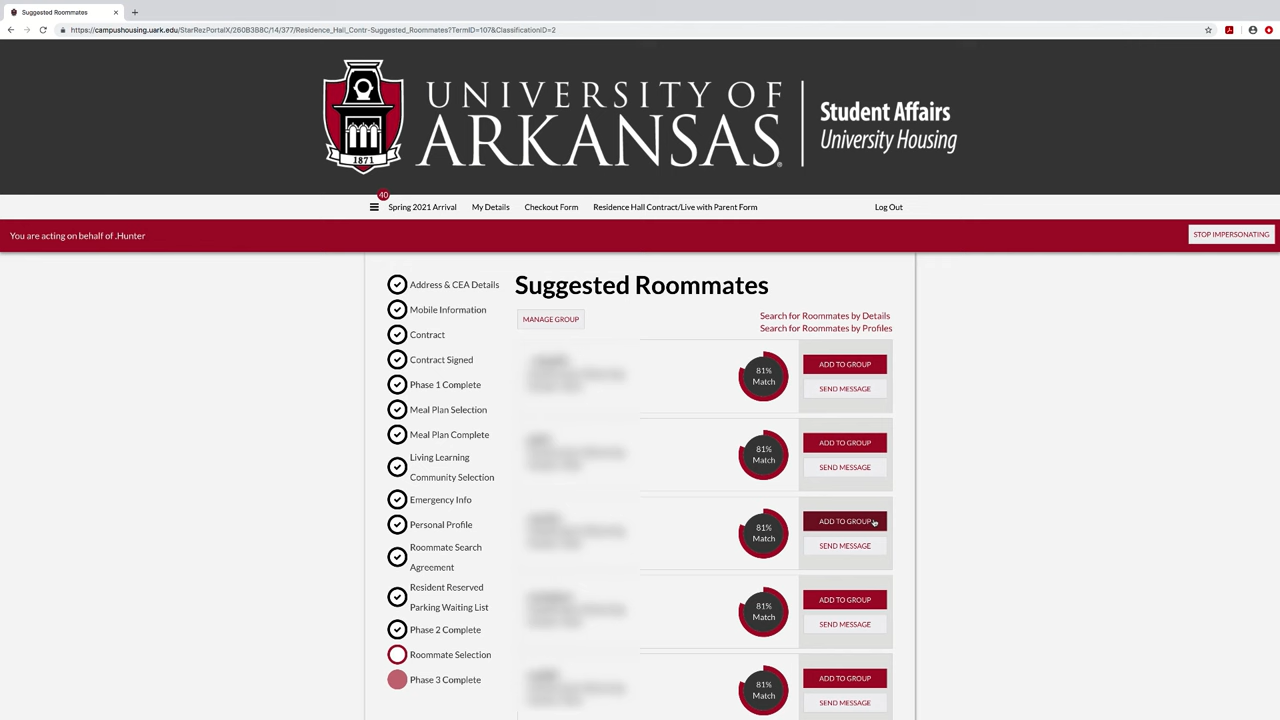 Suggested Roommates
https://campushousing.uark.edu/StarRezPortalX/260B3B8C/14/377/Residence_Hall_Contr-Suggested_Roommates?TermID=107&ClassificationID=2
UNIVERSITY OF
ARKANSAS
1871
Student Affairs
University Housing
40
Spring 2021 Arrival
My Details
Checkout Form
Residence Hall Contract/Live with Parent Form
Log Out
You are acting on behalf of .Hunter
STOP IMPERSONATING
Address & CEA Details
Mobile Information
Contract
Contract Signed
Phase 1 Complete
Meal Plan Selection
Meal Plan Complete
Living Learning
Community Selection
Emergency Info
Personal Profile
Roommate Search
Agreement
Resident Reserved
Parking Waiting List
Phase 2 Complete
Roommate Selection
Phase 3 Complete
Suggested Roommates
MANAGE GROUP
Search for Roommates by Details
Search for Roommates by Profiles
81%
Match
ADD TO GROUP
SEND MESSAGE
81%
Match
ADD TO GROUP
SEND MESSAGE
81%
Match
ADD TO GROUP
SEND MESSAGE
81%
Match
ADD TO GROUP
SEND MESSAGE
81%
Match
ADD TO GROUP
SEND MESSAGE